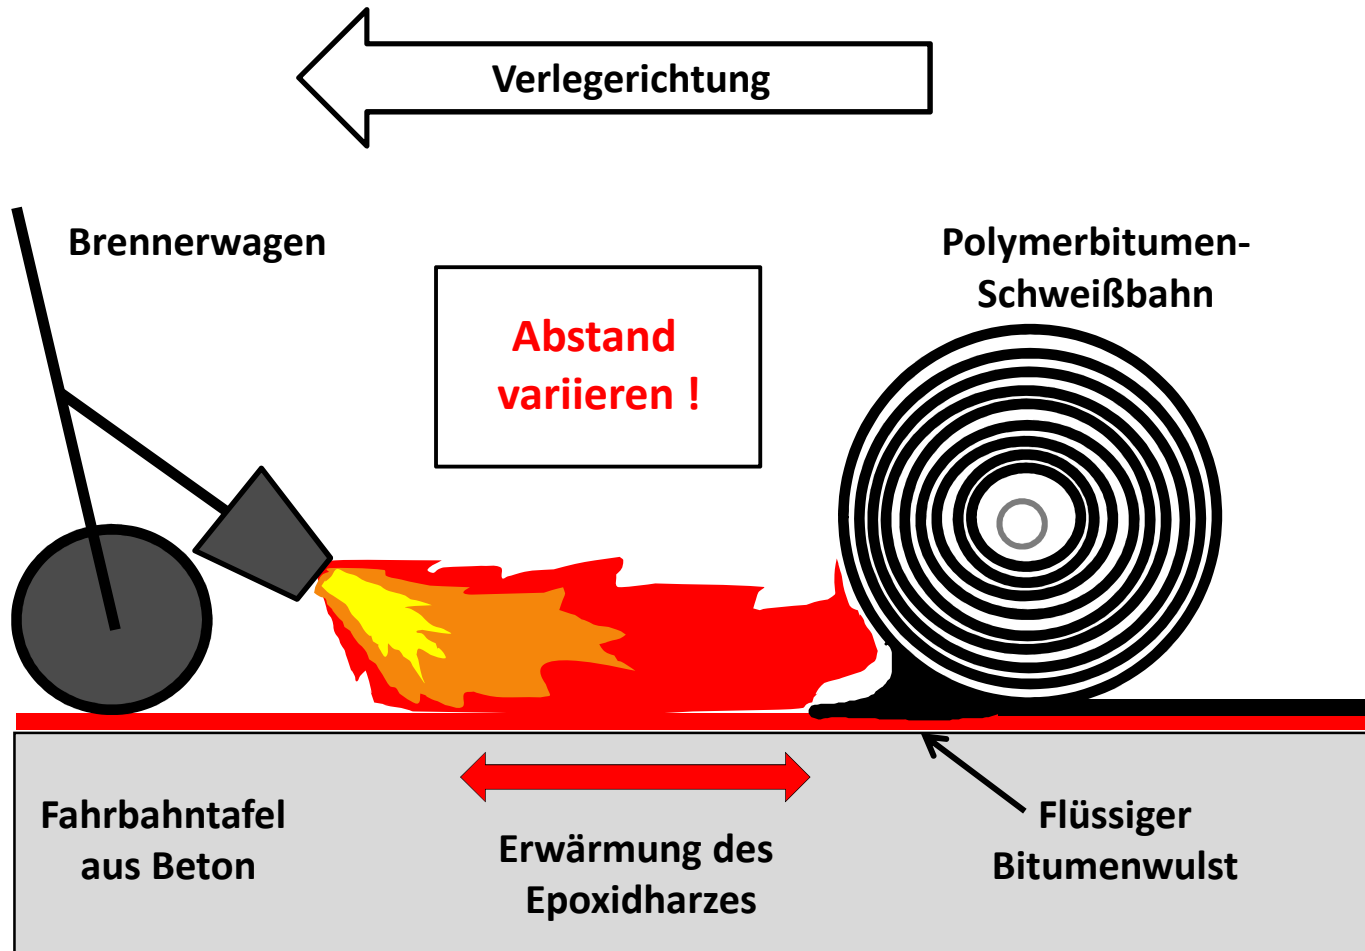 Verlegerichtung
Brennerwagen
Polymerbitumen-
Schweißbahn
Abstand
variieren !
Fahrbahntafel
aus Beton
Erwärmung des
Epoxidharzes
Flüssiger
Bitumenwulst